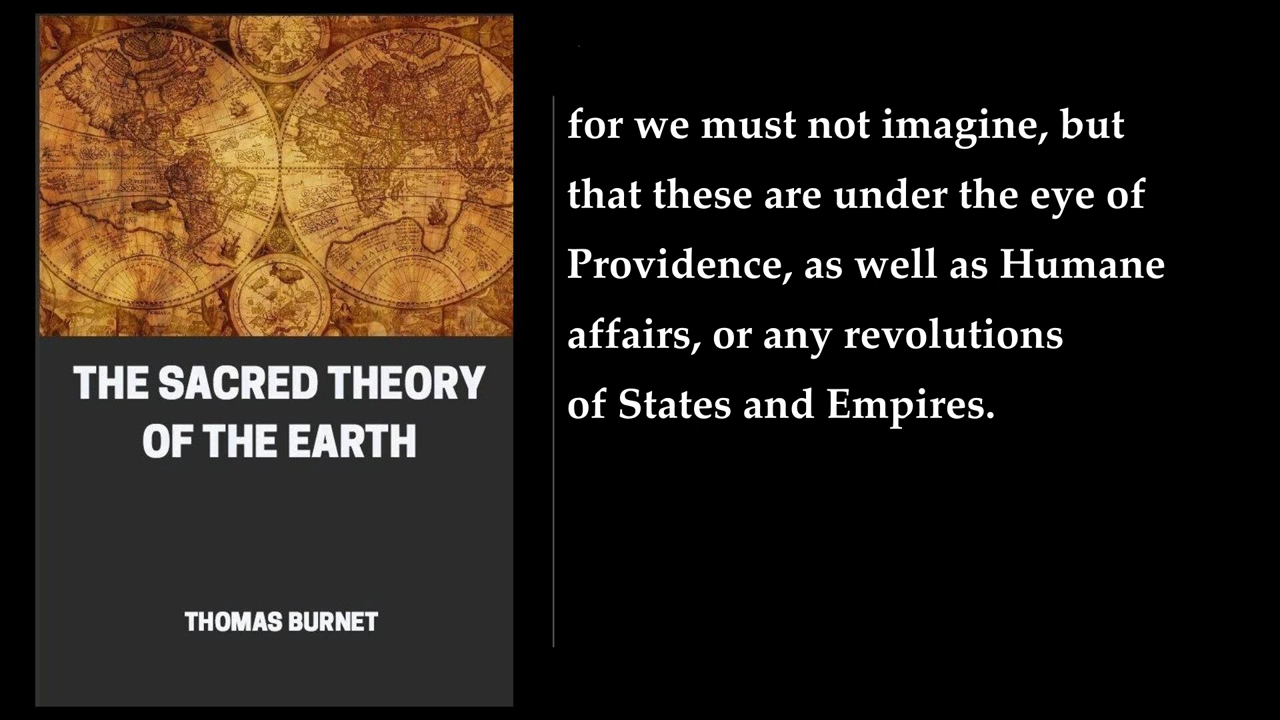 THE SACRED THEORY
OF THE EARTH
THOMAS BURNET
for we must not imagine, but
that these are under the eye of
Providence, as well as Humane
affairs, or any revolutions
of States and Empires.